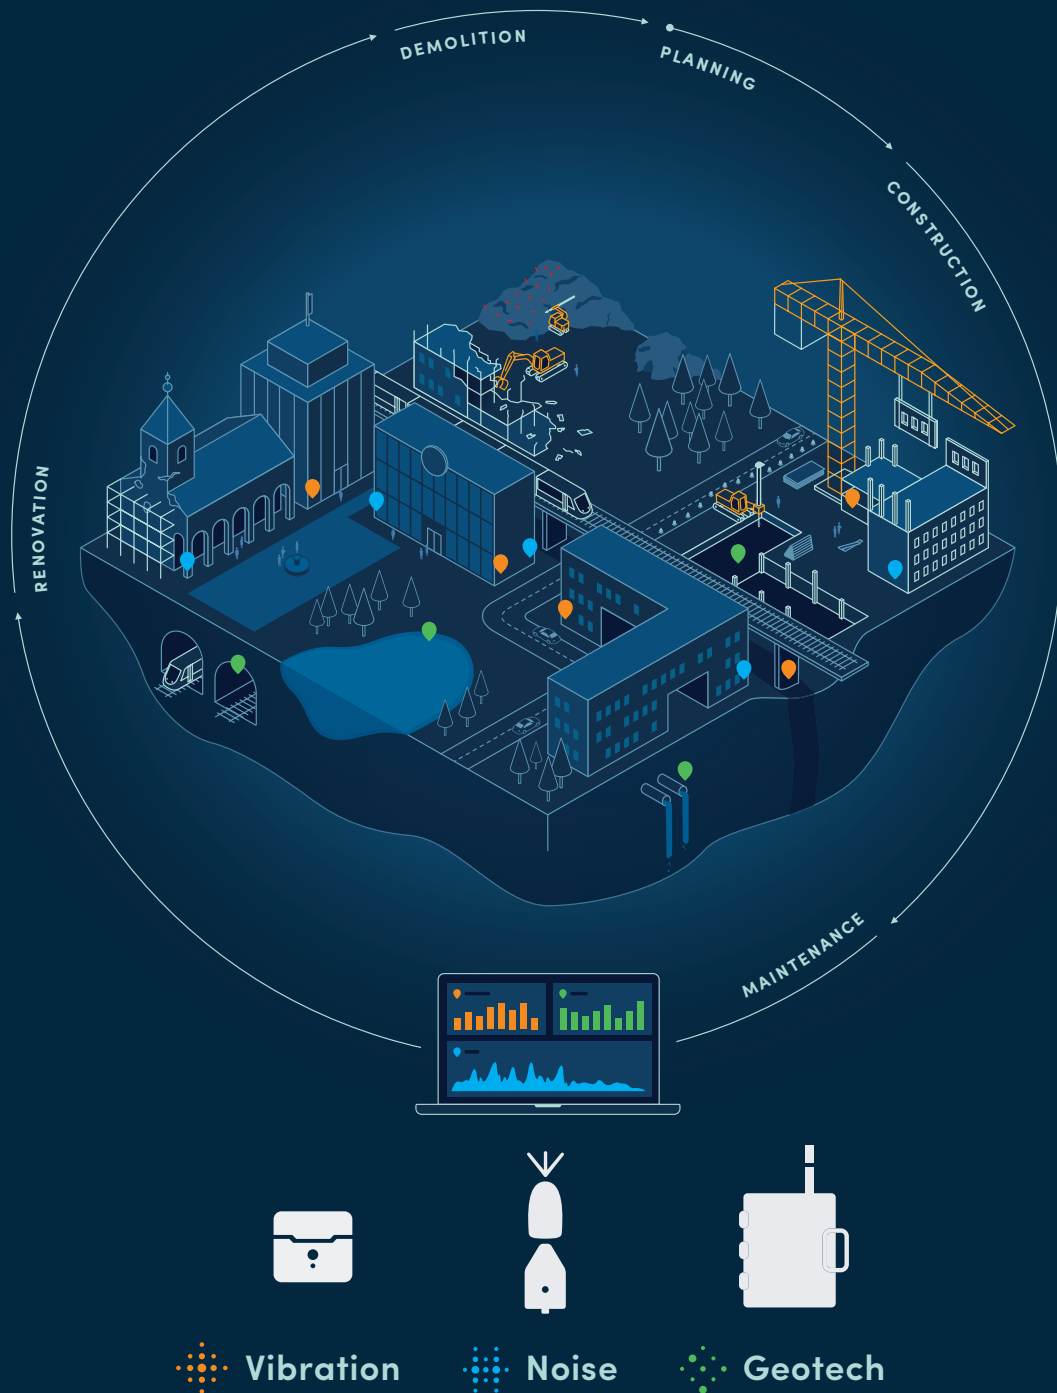 DEMOLITION
PLANNING
CONSTRUCTION
RENOVATION
MAINTENANCE
Vibration
Noise
Geotech